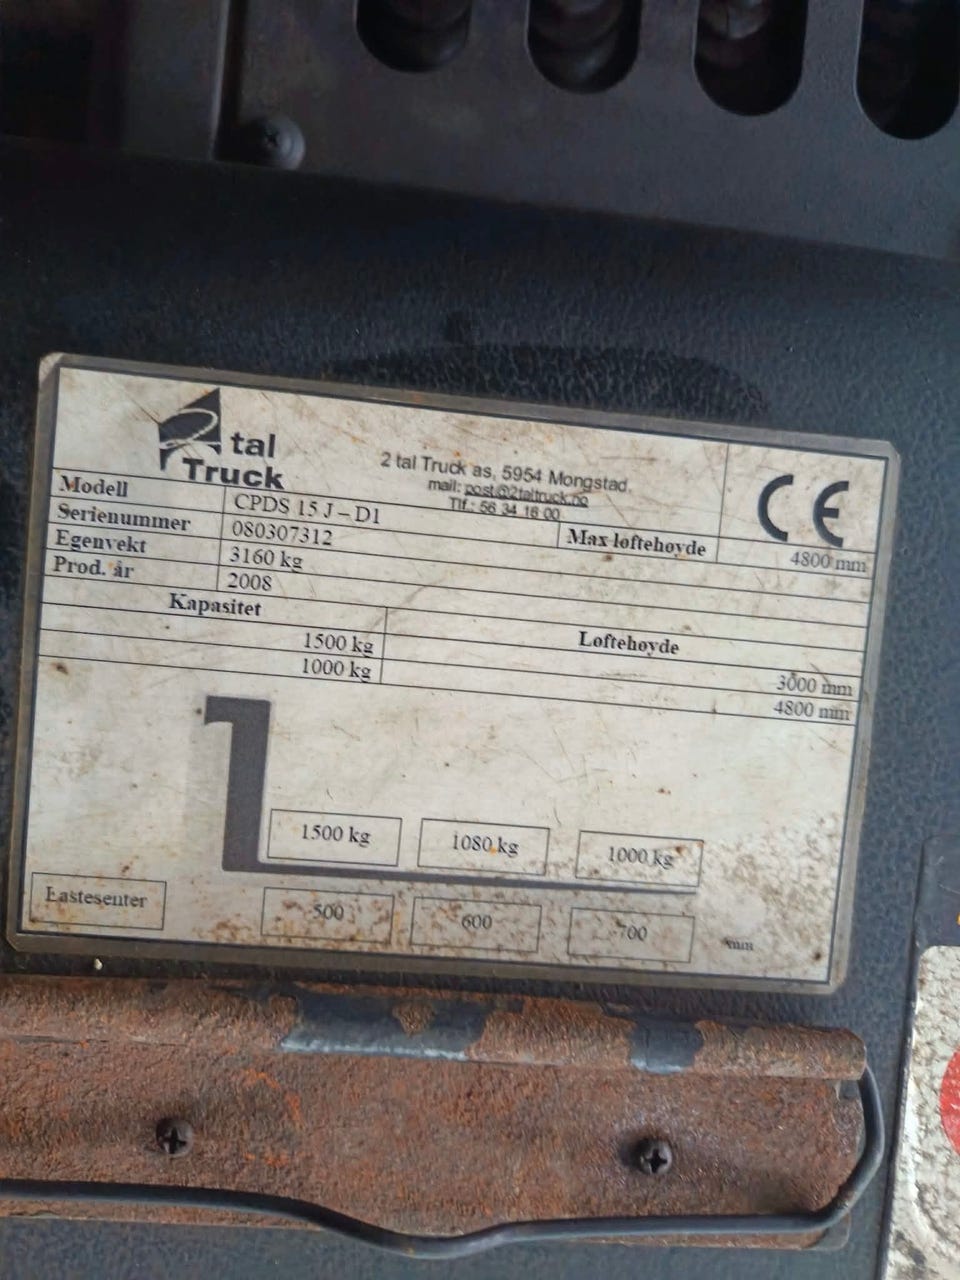 2 tal
Truck
2 tal Truck as, 5954 Mongstad
mail: post@2taltruck.no
Tlf.: 56 34 16 00
CE
Modell CPDS 15 J – D1
Max løftehøyde 4800 mm
Serienummer 080307312
Egenvekt 3160 kg
Prod. år 2008
Kapasitet Løftehøyde
1500 kg 3000 mm
1000 kg 4800 mm
1500 kg 1080 kg 1000 kg
Lastesenter 500 600 700 mm